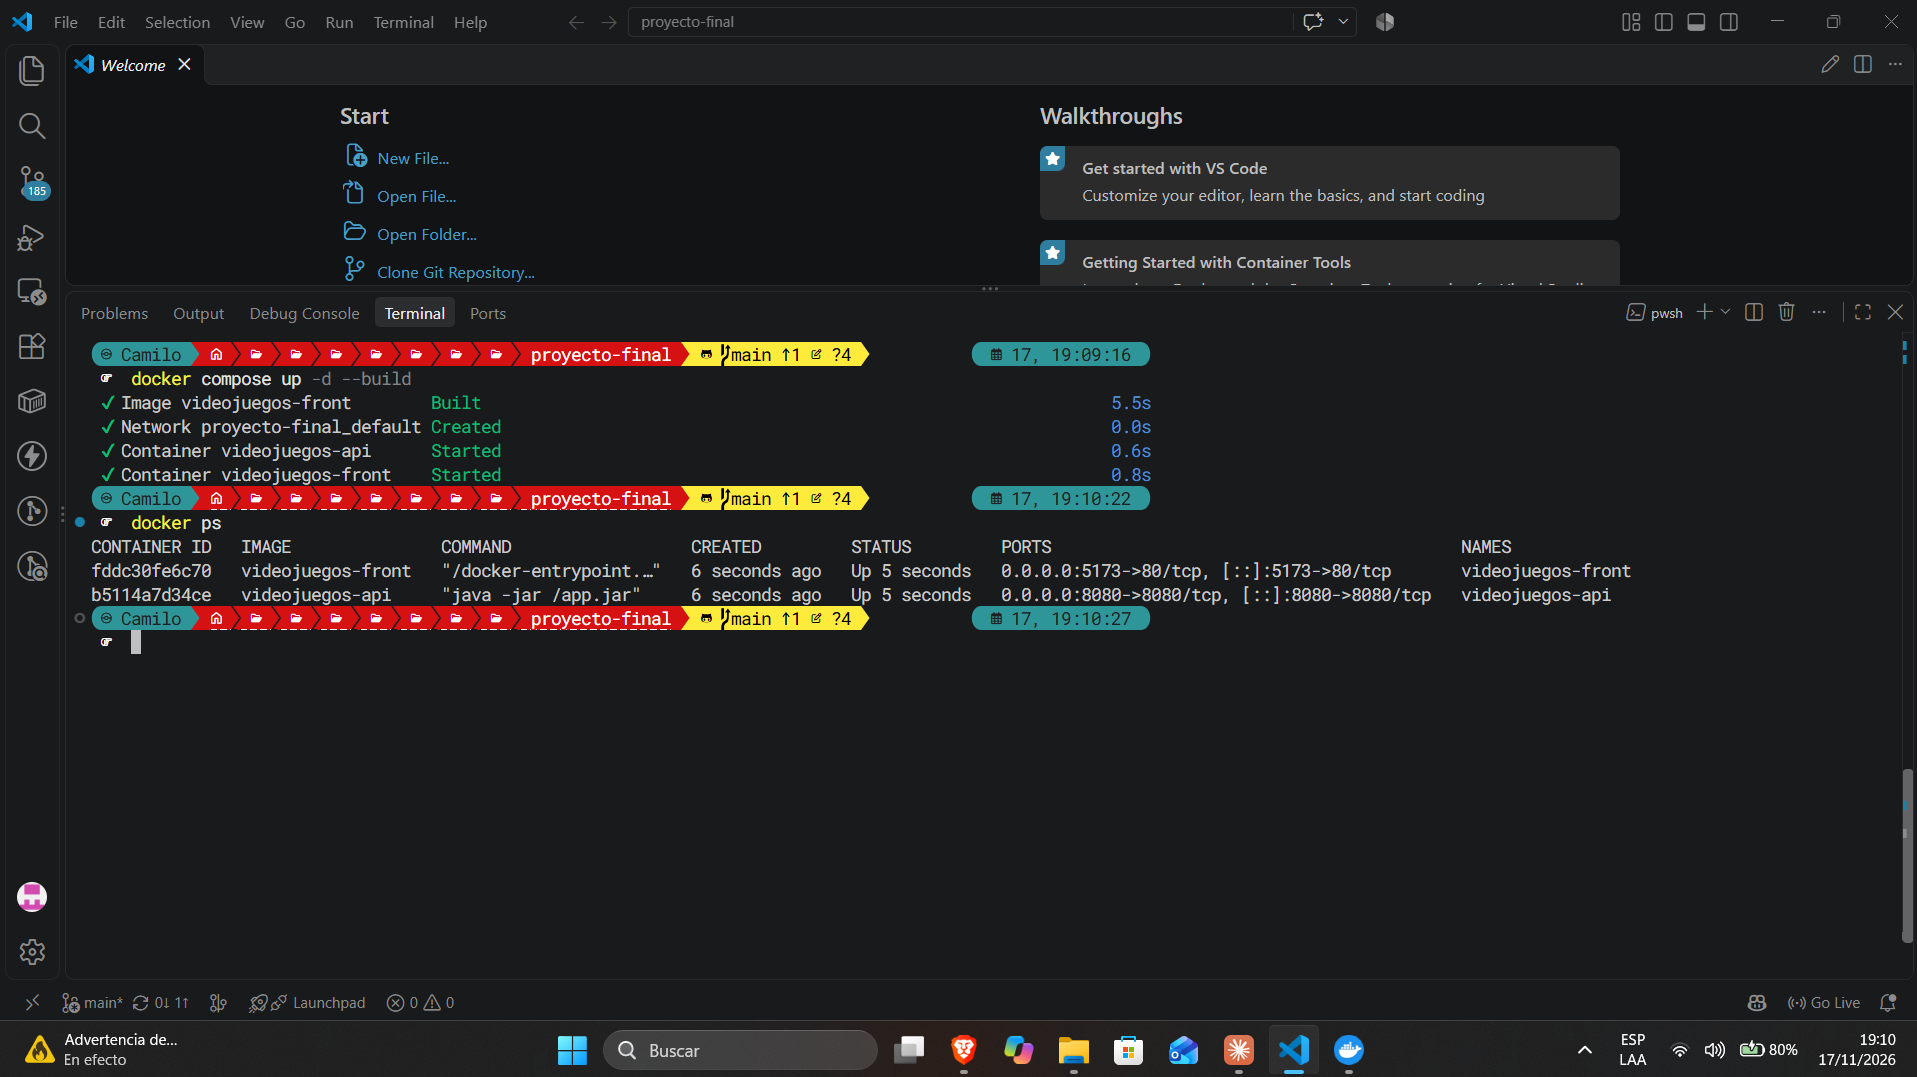 File Edit Selection View Go Run Terminal Help
proyecto-final
Welcome
Start
New File...
Open File...
Open Folder...
Clone Git Repository...
Walkthroughs
Get started with VS Code
Customize your editor, learn the basics, and start coding
Getting Started with Container Tools
185
Problems Output Debug Console Terminal Ports
pwsh
Camilo proyecto-final main ↑1 ?4 17, 19:09:16
docker compose up -d --build
✓ Image videojuegos-front Built 5.5s
✓ Network proyecto-final_default Created 0.0s
✓ Container videojuegos-api Started 0.6s
✓ Container videojuegos-front Started 0.8s
Camilo proyecto-final main ↑1 ?4 17, 19:10:22
docker ps
CONTAINER ID IMAGE COMMAND CREATED STATUS PORTS NAMES
fddc30fe6c70 videojuegos-front "/docker-entrypoint.…" 6 seconds ago Up 5 seconds 0.0.0.0:5173->80/tcp, [::]:5173->80/tcp videojuegos-front
b5114a7d34ce videojuegos-api "java -jar /app.jar" 6 seconds ago Up 5 seconds 0.0.0.0:8080->8080/tcp, [::]:8080->8080/tcp videojuegos-api
Camilo proyecto-final main ↑1 ?4 17, 19:10:27
main* 0↓ 1↑ Launchpad 0 0
Go Live
Advertencia de...
En efecto
Buscar
ESP
LAA
80%
19:10
17/11/2026